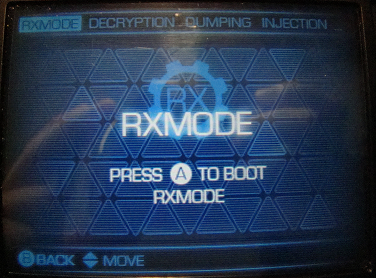 RXMODE DECRYPTION DUMPING INJECTION
RX
RXMODE
PRESS A TO BOOT
RXMODE
B BACK MOVE